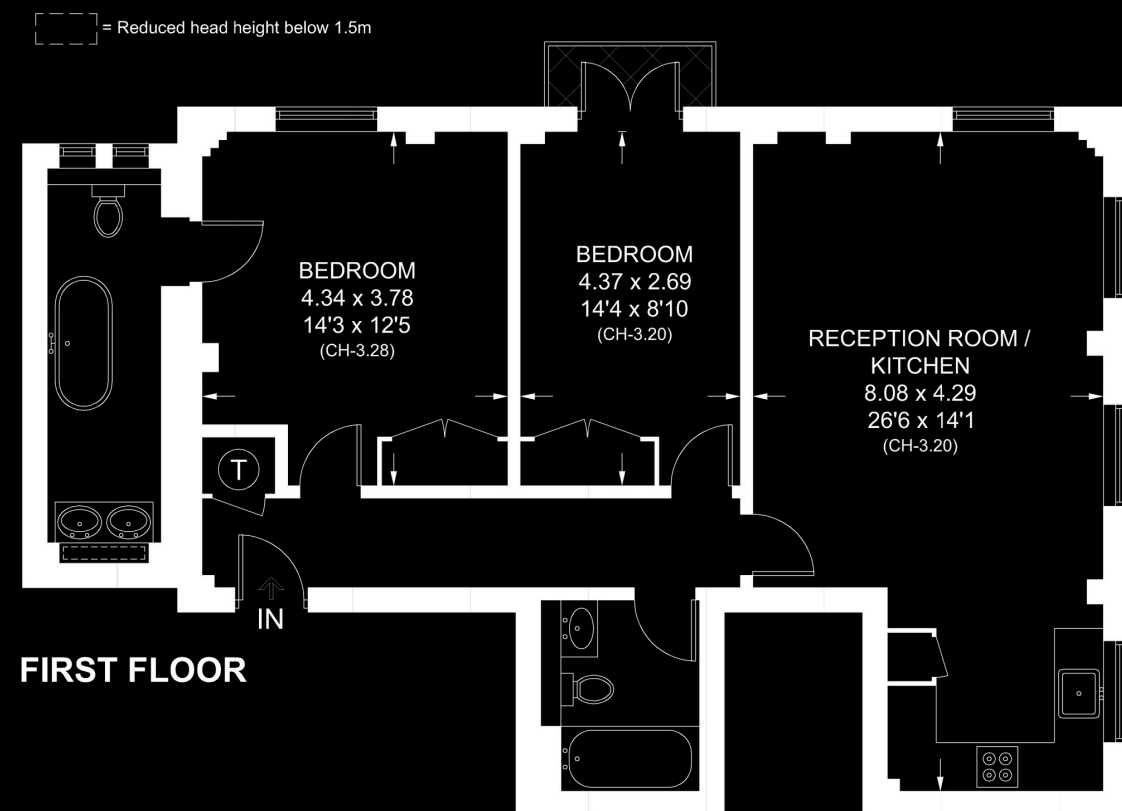 = Reduced head height below 1.5m
BEDROOM
4.34 x 3.78
14'3 x 12'5
(CH-3.28)
BEDROOM
4.37 x 2.69
14'4 x 8'10
(CH-3.20)
RECEPTION ROOM /
KITCHEN
8.08 x 4.29
26'6 x 14'1
(CH-3.20)
T
IN
FIRST FLOOR